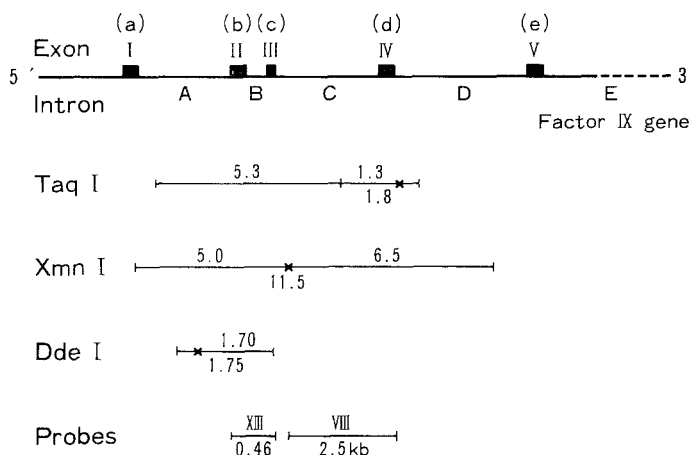 (a) (b) (c) (d) (e)
Exon I II III IV V
5 ´ 3
Intron A B C D E
Factor IX gene
Taq I 5.3 1.3
1.8
Xmn I 5.0 6.5
11.5
Dde I 1.70
1.75
XIII VIII
Probes 0.46 2.5kb